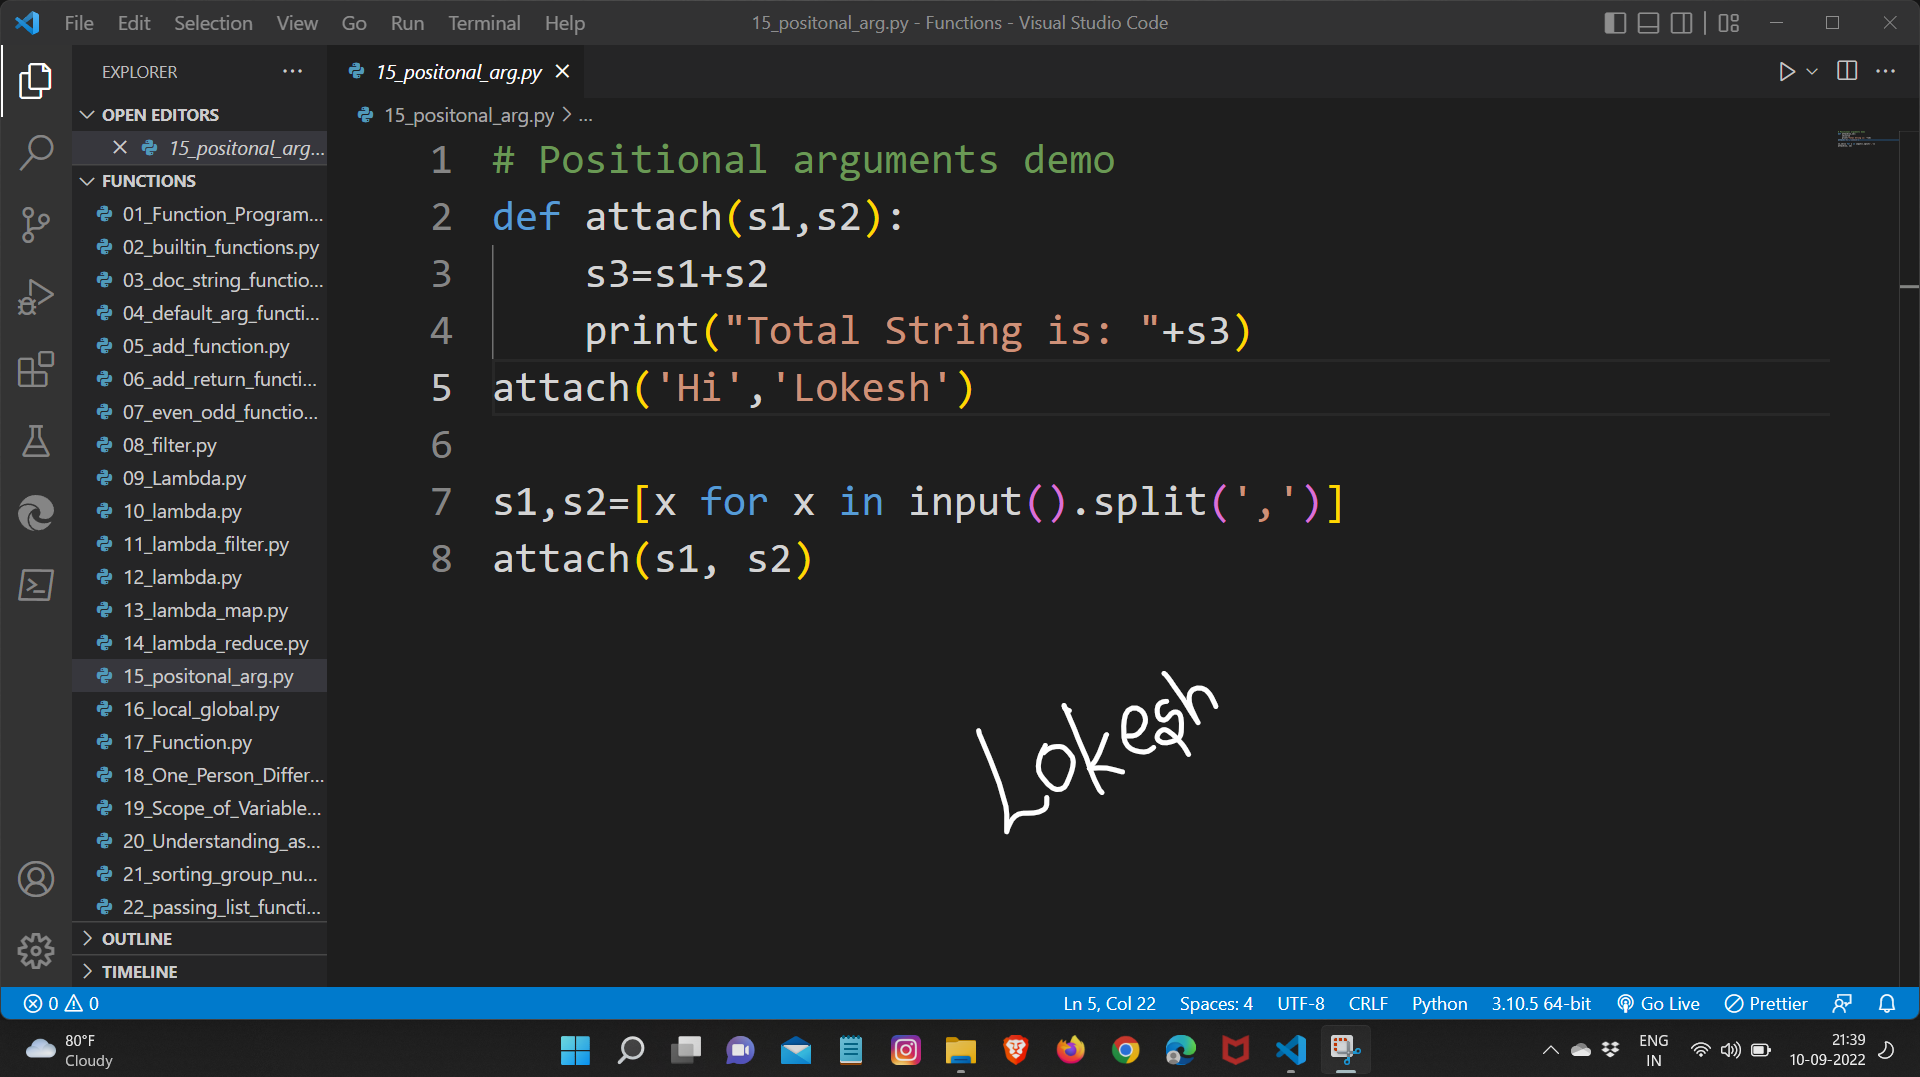 File Edit Selection View Go Run Terminal Help 15_positonal_arg.py - Functions - Visual Studio Code
EXPLORER
OPEN EDITORS
15_positonal_arg...
FUNCTIONS
01_Function_Program...
02_builtin_functions.py
03_doc_string_functio...
04_default_arg_functi...
05_add_function.py
06_add_return_functi...
07_even_odd_functio...
08_filter.py
09_Lambda.py
10_lambda.py
11_lambda_filter.py
12_lambda.py
13_lambda_map.py
14_lambda_reduce.py
15_positonal_arg.py
16_local_global.py
17_Function.py
18_One_Person_Differ...
19_Scope_of_Variable...
20_Understanding_as...
21_sorting_group_nu...
22_passing_list_functi...
OUTLINE
TIMELINE
15_positonal_arg.py
15_positonal_arg.py > ...
1 # Positional arguments demo
2 def attach(s1,s2):
3     s3=s1+s2
4     print("Total String is: "+s3)
5 attach('Hi','Lokesh')
6
7 s1,s2=[x for x in input().split(',')]
8 attach(s1, s2)
Lokesh
0 0 Ln 5, Col 22 Spaces: 4 UTF-8 CRLF Python 3.10.5 64-bit Go Live Prettier
80°F
Cloudy
ENG
IN
21:39
10-09-2022